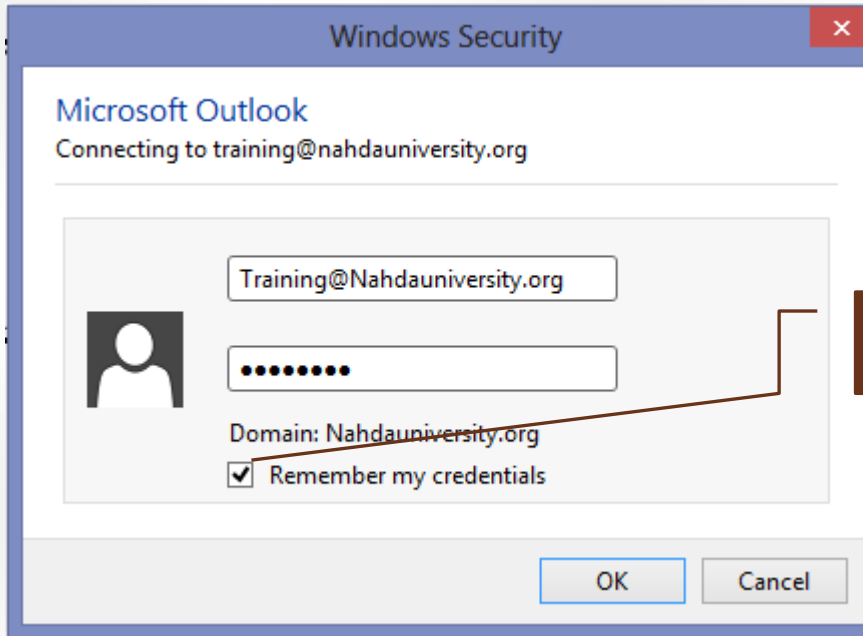 Windows Security
Microsoft Outlook
Connecting to training@nahdauniversity.org
Training@Nahdauniversity.org
••••••••
Domain: Nahdauniversity.org
Remember my credentials
OK
Cancel